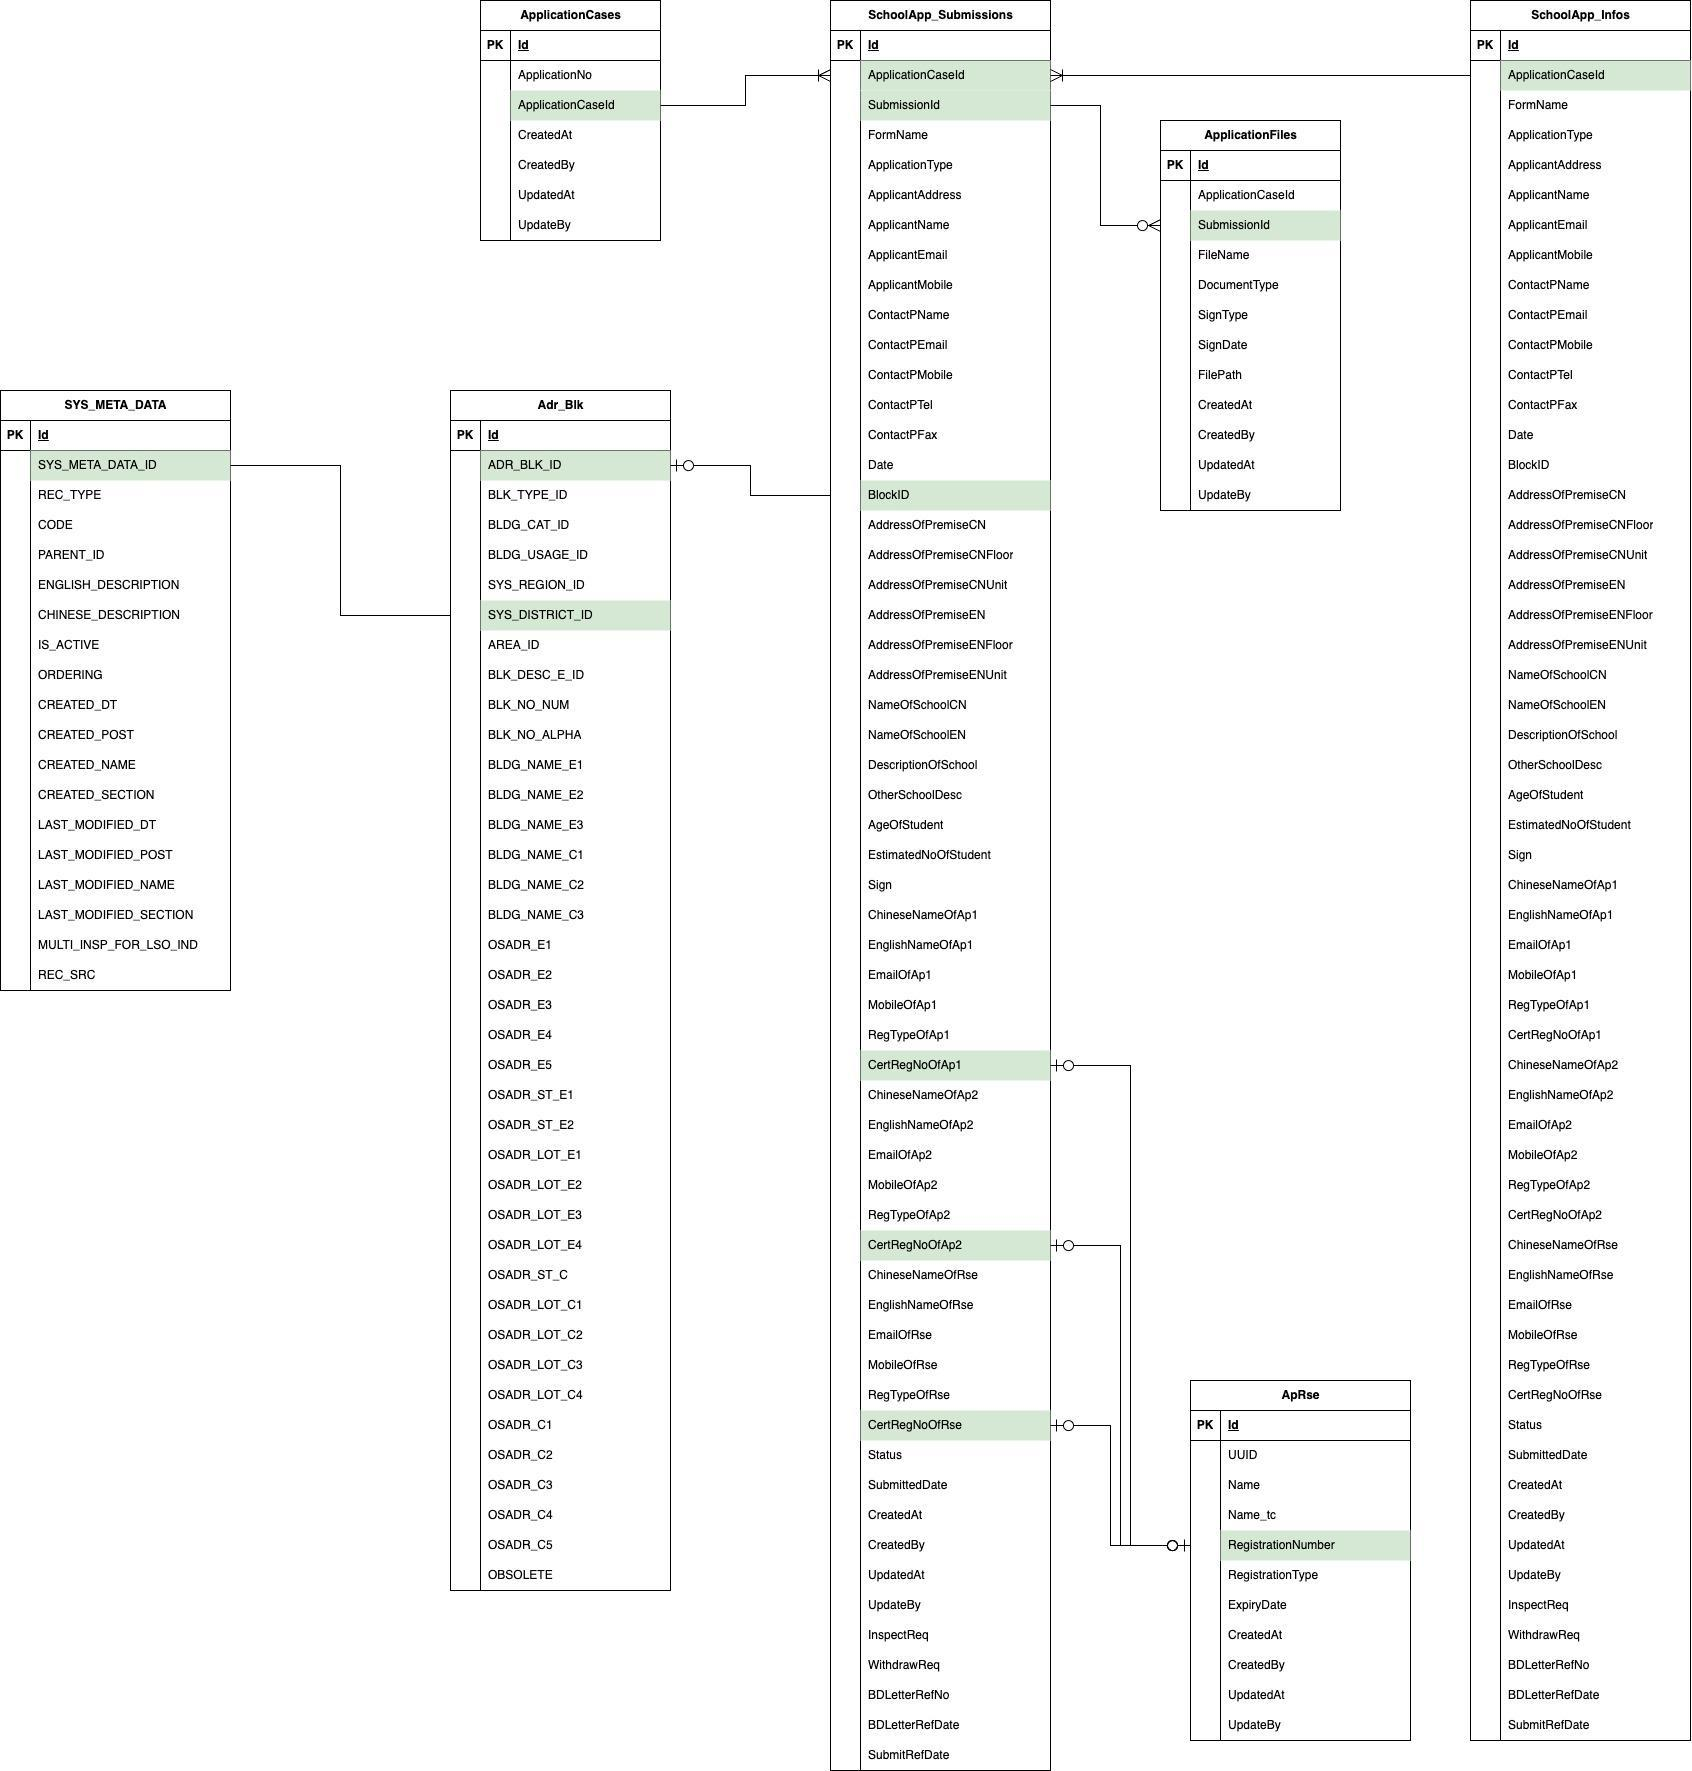 ApplicationCases
PK Id
ApplicationNo
ApplicationCaseId
CreatedAt
CreatedBy
UpdatedAt
UpdateBy
SchoolApp_Submissions
PK Id
ApplicationCaseId
SubmissionId
FormName
ApplicationType
ApplicantAddress
ApplicantName
ApplicantEmail
ApplicantMobile
ContactPName
ContactPEmail
ContactPMobile
ContactPTel
ContactPFax
Date
BlockID
AddressOfPremiseCN
AddressOfPremiseCNFloor
AddressOfPremiseCNUnit
AddressOfPremiseEN
AddressOfPremiseENFloor
AddressOfPremiseENUnit
NameOfSchoolCN
NameOfSchoolEN
DescriptionOfSchool
OtherSchoolDesc
AgeOfStudent
EstimatedNoOfStudent
Sign
ChineseNameOfAp1
EnglishNameOfAp1
EmailOfAp1
MobileOfAp1
RegTypeOfAp1
CertRegNoOfAp1
ChineseNameOfAp2
EnglishNameOfAp2
EmailOfAp2
MobileOfAp2
RegTypeOfAp2
CertRegNoOfAp2
ChineseNameOfRse
EnglishNameOfRse
EmailOfRse
MobileOfRse
RegTypeOfRse
CertRegNoOfRse
Status
SubmittedDate
CreatedAt
CreatedBy
UpdatedAt
UpdateBy
InspectReq
WithdrawReq
BDLetterRefNo
BDLetterRefDate
SubmitRefDate
SchoolApp_Infos
PK Id
ApplicationCaseId
FormName
ApplicationType
ApplicantAddress
ApplicantName
ApplicantEmail
ApplicantMobile
ContactPName
ContactPEmail
ContactPMobile
ContactPTel
ContactPFax
Date
BlockID
AddressOfPremiseCN
AddressOfPremiseCNFloor
AddressOfPremiseCNUnit
AddressOfPremiseEN
AddressOfPremiseENFloor
AddressOfPremiseENUnit
NameOfSchoolCN
NameOfSchoolEN
DescriptionOfSchool
OtherSchoolDesc
AgeOfStudent
EstimatedNoOfStudent
Sign
ChineseNameOfAp1
EnglishNameOfAp1
EmailOfAp1
MobileOfAp1
RegTypeOfAp1
CertRegNoOfAp1
ChineseNameOfAp2
EnglishNameOfAp2
EmailOfAp2
MobileOfAp2
RegTypeOfAp2
CertRegNoOfAp2
ChineseNameOfRse
EnglishNameOfRse
EmailOfRse
MobileOfRse
RegTypeOfRse
CertRegNoOfRse
Status
SubmittedDate
CreatedAt
CreatedBy
UpdatedAt
UpdateBy
InspectReq
WithdrawReq
BDLetterRefNo
BDLetterRefDate
SubmitRefDate
ApplicationFiles
PK Id
ApplicationCaseId
SubmissionId
FileName
DocumentType
SignType
SignDate
FilePath
CreatedAt
CreatedBy
UpdatedAt
UpdateBy
SYS_META_DATA
PK Id
SYS_META_DATA_ID
REC_TYPE
CODE
PARENT_ID
ENGLISH_DESCRIPTION
CHINESE_DESCRIPTION
IS_ACTIVE
ORDERING
CREATED_DT
CREATED_POST
CREATED_NAME
CREATED_SECTION
LAST_MODIFIED_DT
LAST_MODIFIED_POST
LAST_MODIFIED_NAME
LAST_MODIFIED_SECTION
MULTI_INSP_FOR_LSO_IND
REC_SRC
Adr_Blk
PK Id
ADR_BLK_ID
BLK_TYPE_ID
BLDG_CAT_ID
BLDG_USAGE_ID
SYS_REGION_ID
SYS_DISTRICT_ID
AREA_ID
BLK_DESC_E_ID
BLK_NO_NUM
BLK_NO_ALPHA
BLDG_NAME_E1
BLDG_NAME_E2
BLDG_NAME_E3
BLDG_NAME_C1
BLDG_NAME_C2
BLDG_NAME_C3
OSADR_E1
OSADR_E2
OSADR_E3
OSADR_E4
OSADR_E5
OSADR_ST_E1
OSADR_ST_E2
OSADR_LOT_E1
OSADR_LOT_E2
OSADR_LOT_E3
OSADR_LOT_E4
OSADR_ST_C
OSADR_LOT_C1
OSADR_LOT_C2
OSADR_LOT_C3
OSADR_LOT_C4
OSADR_C1
OSADR_C2
OSADR_C3
OSADR_C4
OSADR_C5
OBSOLETE
ApRse
PK Id
UUID
Name
Name_tc
RegistrationNumber
RegistrationType
ExpiryDate
CreatedAt
CreatedBy
UpdatedAt
UpdateBy